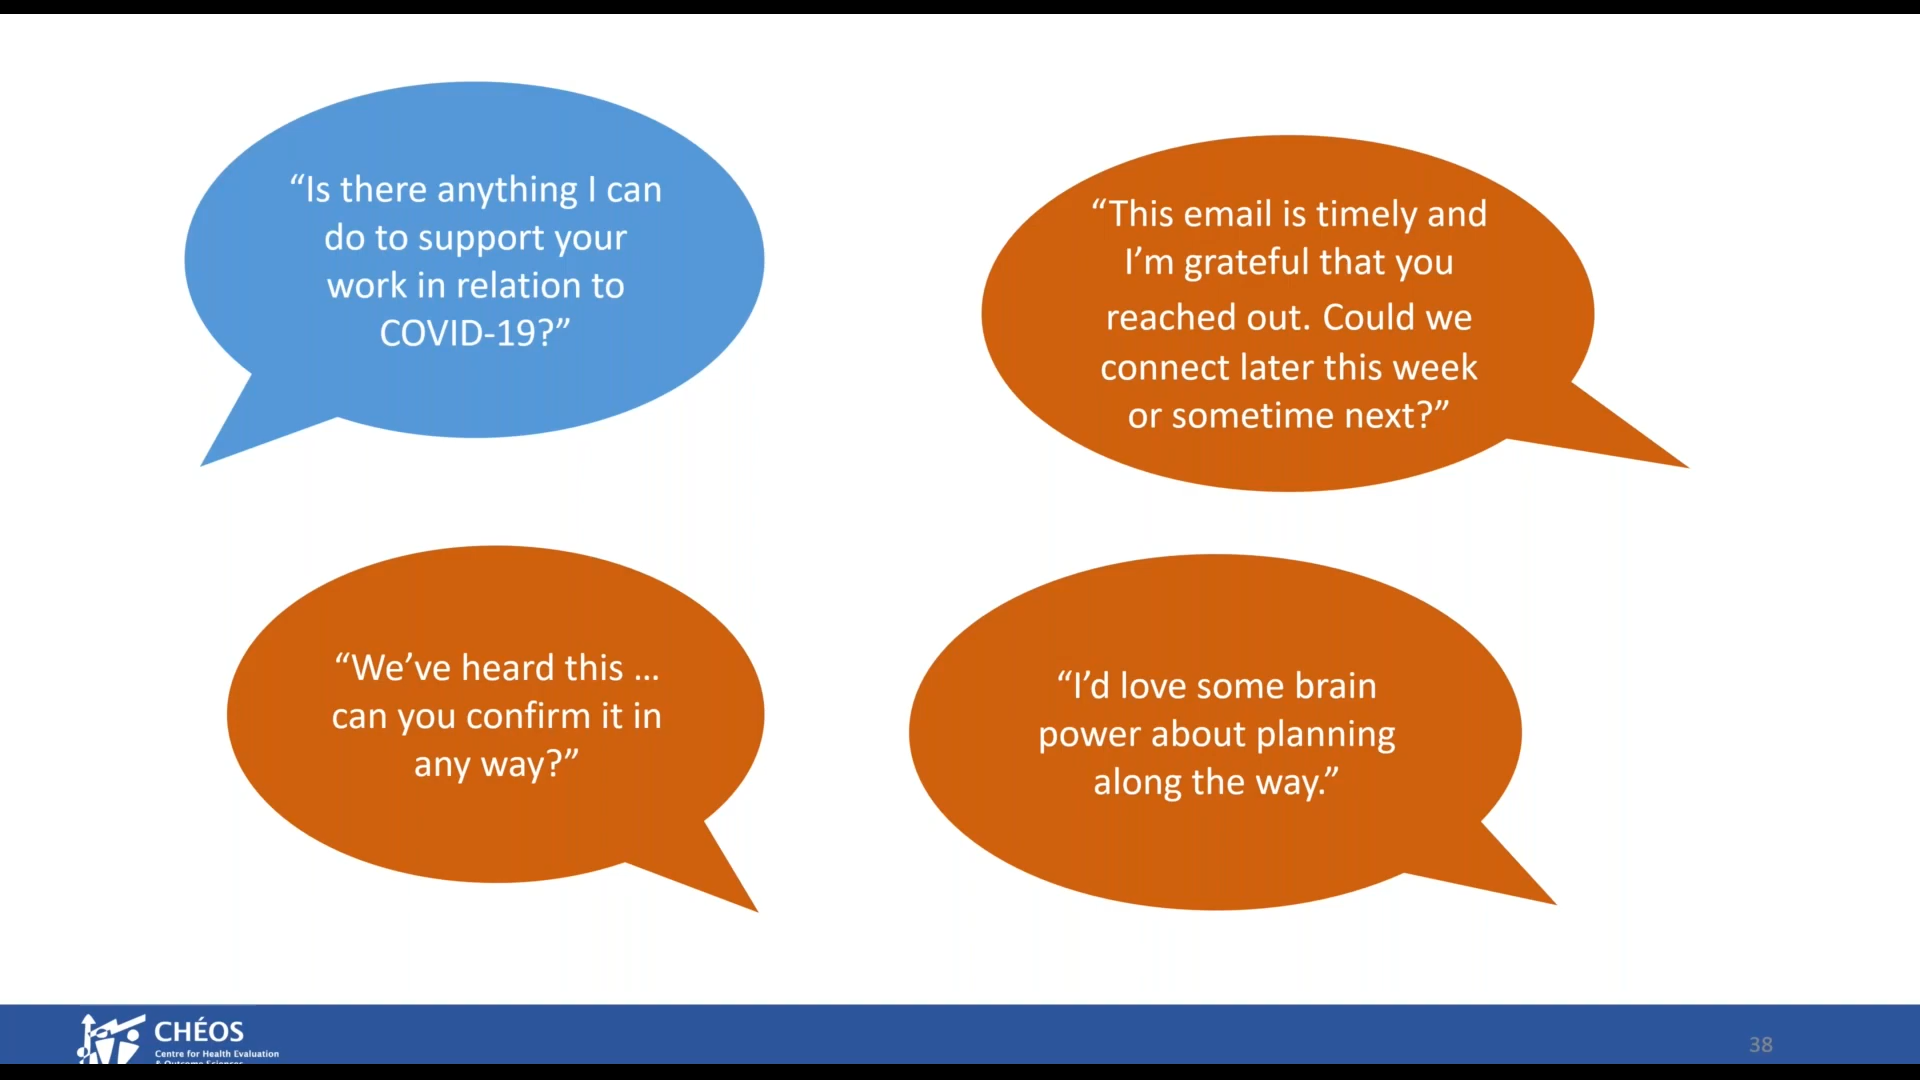 “Is there anything I can
do to support your
work in relation to
COVID-19?”
“This email is timely and
I’m grateful that you
reached out. Could we
connect later this week
or sometime next?”
“We’ve heard this ...
can you confirm it in
any way?”
“I’d love some brain
power about planning
along the way.”
CHÉOS
Centre for Health Evaluation
& Outcome Sciences
38